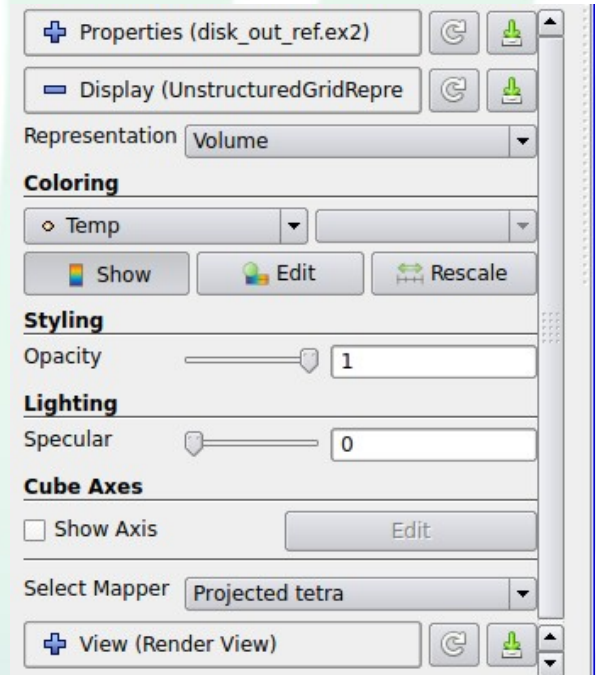 Properties (disk_out_ref.ex2)
Display (UnstructuredGridRepre
Representation Volume
Coloring
Temp
Show Edit Rescale
Styling
Opacity 1
Lighting
Specular 0
Cube Axes
Show Axis Edit
Select Mapper Projected tetra
View (Render View)